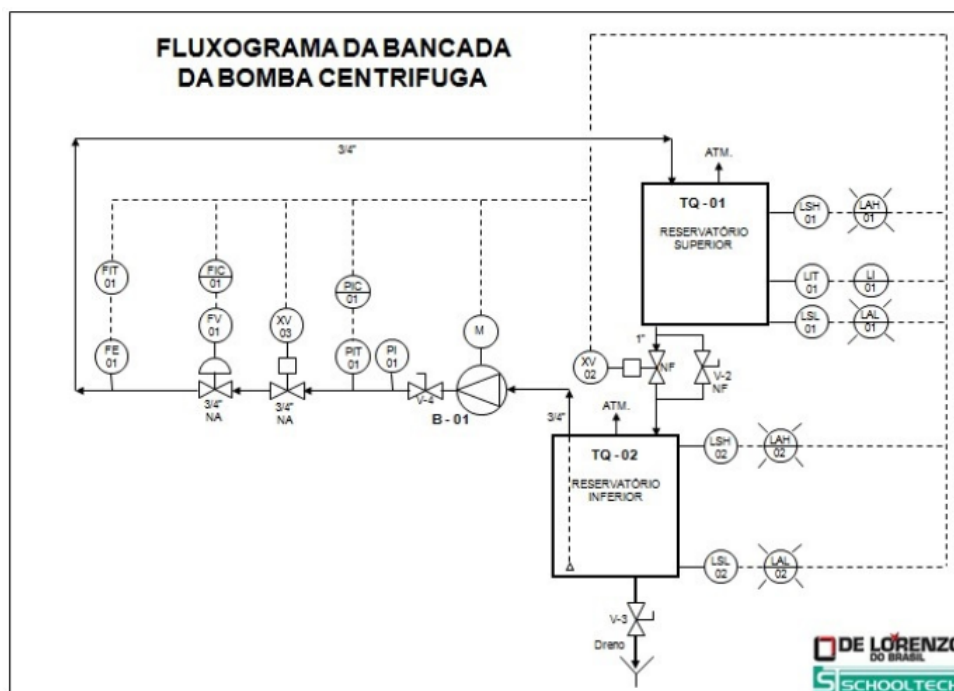 FLUXOGRAMA DA BANCADA
DA BOMBA CENTRIFUGA
3/4"
ATM.
TQ - 01
RESERVATÓRIO
SUPERIOR
LSH
01
LAH
01
LIT
01
LI
01
LSL
01
LAL
01
FIT
01
FIC
01
PIC
01
FV
01
XV
03
M
FE
01
PIT
01
PI
01
3/4"
NA
3/4"
NA
V-4
B - 01
1"
XV
02
NF
V-2
NF
3/4"
ATM.
TQ - 02
RESERVATÓRIO
INFERIOR
LSH
02
LAH
02
LSL
02
LAL
02
V-3
Dreno
DE LORENZO
DO BRASIL
SCHOOLTECH